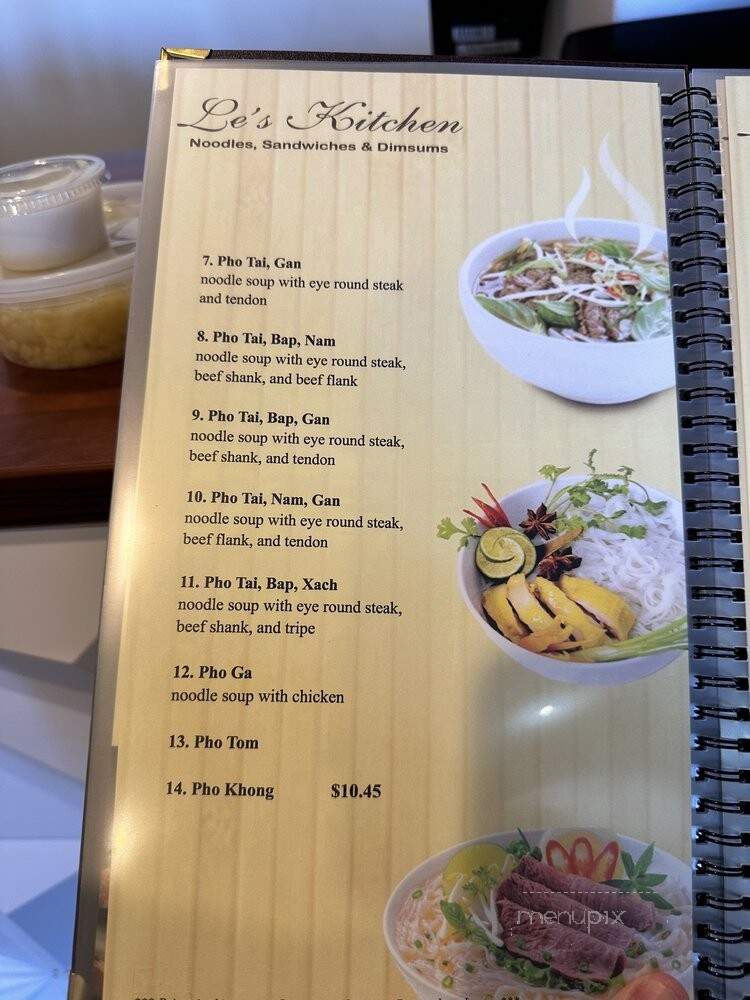 Le's Kitchen
Noodles, Sandwiches & Dimsums
7. Pho Tai, Gan
noodle soup with eye round steak
and tendon
8. Pho Tai, Bap, Nam
noodle soup with eye round steak,
beef shank, and beef flank
9. Pho Tai, Bap, Gan
noodle soup with eye round steak,
beef shank, and tendon
10. Pho Tai, Nam, Gan
noodle soup with eye round steak,
beef flank, and tendon
11. Pho Tai, Bap, Xach
noodle soup with eye round steak,
beef shank, and tripe
12. Pho Ga
noodle soup with chicken
13. Pho Tom
14. Pho Khong $10.45
menupix